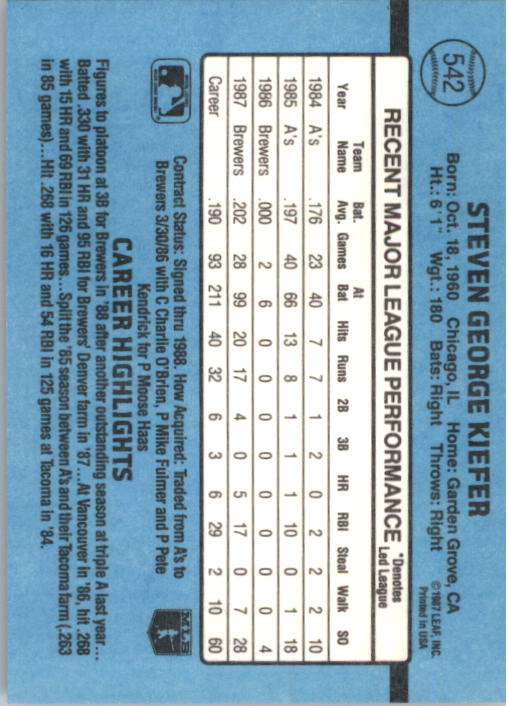 542
STEVEN GEORGE KIEFER
Born: Oct. 18, 1960 Chicago, IL Home: Garden Grove, CA
Ht.: 6'1" Wgt.: 180 Bats: Right Throws: Right
©1987 LEAF, INC.
Printed in USA
RECENT MAJOR LEAGUE PERFORMANCE *Denotes Led League
Year Team Name Bat. Avg. Games At Bat Hits Runs 2B 3B HR RBI Steal Walk SO
1984 A's .176 23 40 7 7 1 2 0 2 2 2 10
1985 A's .197 40 66 13 8 1 1 1 10 0 1 18
1986 Brewers .000 2 6 0 0 0 0 0 0 0 0 4
1987 Brewers .202 28 99 20 17 4 0 5 17 0 7 28
Career .190 93 211 40 32 6 3 6 29 2 10 60
Contract Status: Signed thru 1988. How Acquired: Traded from A's to
Brewers 3/30/86 with C Charlie O'Brien, P Mike Fulmer and P Pete
Kendrick for P Moose Haas
MLB
CAREER HIGHLIGHTS
Figures to platoon at 3B for Brewers in '88 after another outstanding season at triple A last year...
Batted .330 with 31 HR and 95 RBI for Brewers' Denver farm in '87...At Vancouver in '86, hit .268
with 15 HR and 69 RBI in 126 games...Split the '85 season between A's and their Tacoma farm (.263
in 85 games)...Hit .268 with 16 HR and 54 RBI in 125 games at Tacoma in '84.